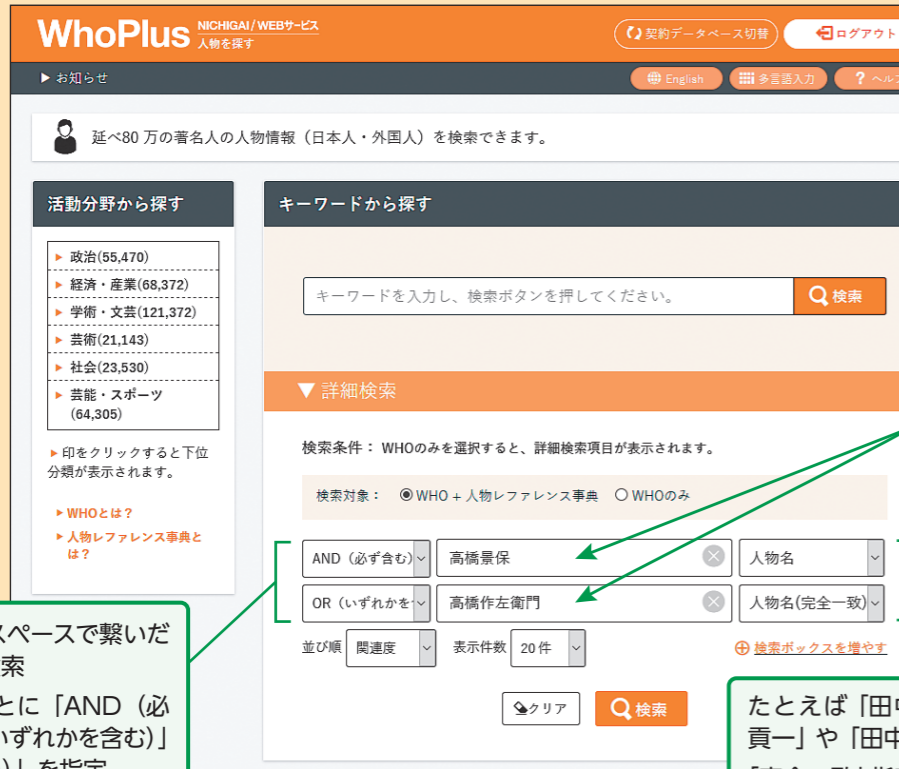 WhoPlus NICHIGAI/WEBサービス
人物を探す
契約データベース切替
ログアウト
▶ お知らせ
English
多言語入力
? ヘル
延べ80 万の著名人の人物情報（日本人・外国人）を検索できます。
活動分野から探す
▶ 政治(55,470)
▶ 経済・産業(68,372)
▶ 学術・文芸(121,372)
▶ 芸術(21,143)
▶ 社会(23,530)
▶ 芸能・スポーツ
(64,305)
▶印をクリックすると下位
分類が表示されます。
▶WHOとは？
▶人物レファレンス事典と
は？
キーワードから探す
キーワードを入力し、検索ボタンを押してください。
検索
▼ 詳細検索
検索条件： WHOのみを選択すると、詳細検索項目が表示されます。
検索対象： WHO + 人物レファレンス事典 WHOのみ
AND（必ず含む） 高橋景保 人物名
OR（いずれかを 高橋作左衛門 人物名(完全一致)
並び順 関連度 表示件数 20 件
検索ボックスを増やす
クリア
検索
スペースで繋いだ
索
とに「AND（必
いずれかを含む）」
）」を指定
たとえば「田中
貢一」や「田中